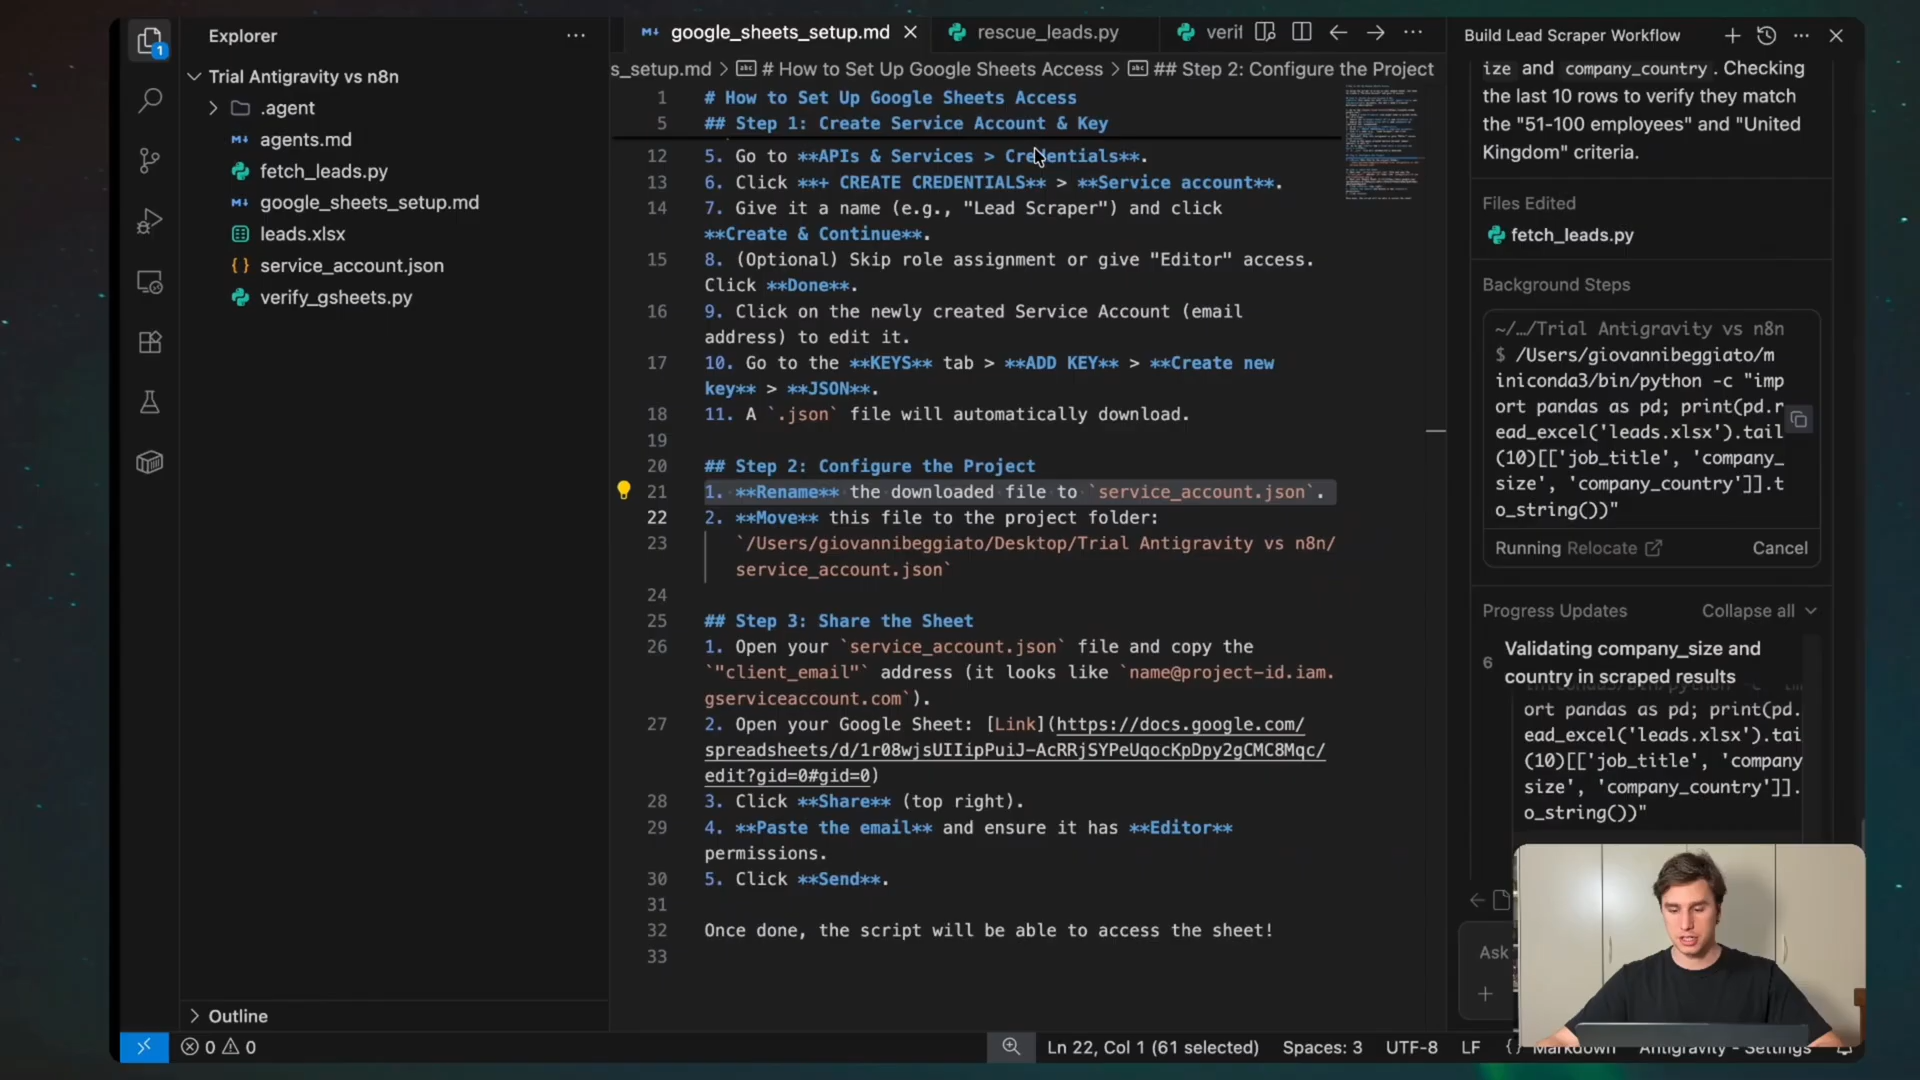 Explorer
Trial Antigravity vs n8n
.agent
agents.md
fetch_leads.py
google_sheets_setup.md
leads.xlsx
service_account.json
verify_gsheets.py
Outline
google_sheets_setup.md
rescue_leads.py
verif
s_setup.md > # How to Set Up Google Sheets Access > ## Step 2: Configure the Project
1 # How to Set Up Google Sheets Access
5 ## Step 1: Create Service Account & Key
12 5. Go to **APIs & Services > Credentials**.
13 6. Click **+ CREATE CREDENTIALS** > **Service account**.
14 7. Give it a name (e.g., "Lead Scraper") and click
**Create & Continue**.
15 8. (Optional) Skip role assignment or give "Editor" access.
Click **Done**.
16 9. Click on the newly created Service Account (email
address) to edit it.
17 10. Go to the **KEYS** tab > **ADD KEY** > **Create new
key** > **JSON**.
18 11. A `.json` file will automatically download.
19
20 ## Step 2: Configure the Project
21 1. **Rename** the downloaded file to `service_account.json`.
22 2. **Move** this file to the project folder:
23 `/Users/giovannibeggiato/Desktop/Trial Antigravity vs n8n/
service_account.json`
24
25 ## Step 3: Share the Sheet
26 1. Open your `service_account.json` file and copy the
`"client_email"` address (it looks like `name@project-id.iam.
gserviceaccount.com`).
27 2. Open your Google Sheet: [Link](https://docs.google.com/
spreadsheets/d/1r08wjsUIIipPuiJ-AcRRjSYPeUqocKpDpy2gCMC8Mqc/
edit?gid=0#gid=0)
28 3. Click **Share** (top right).
29 4. **Paste the email** and ensure it has **Editor**
permissions.
30 5. Click **Send**.
31
32 Once done, the script will be able to access the sheet!
33
Build Lead Scraper Workflow
ize and company_country. Checking
the last 10 rows to verify they match
the "51-100 employees" and "United
Kingdom" criteria.
Files Edited
fetch_leads.py
Background Steps
~/…/Trial Antigravity vs n8n
$ /Users/giovannibeggiato/m
iniconda3/bin/python -c "imp
ort pandas as pd; print(pd.r
ead_excel('leads.xlsx').tail
(10)[['job_title', 'company_
size', 'company_country']].t
o_string())"
Running Relocate Cancel
Progress Updates Collapse all
6 Validating company_size and
country in scraped results
ort pandas as pd; print(pd.
ead_excel('leads.xlsx').tai
(10)[['job_title', 'company
size', 'company_country']].
o_string())"
Ask
0 0
Ln 22, Col 1 (61 selected) Spaces: 3 UTF-8 LF Markdown Antigravity - Settings
1